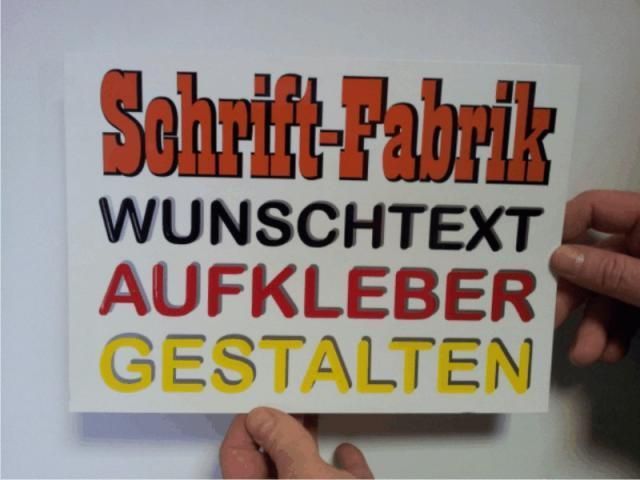 Schrift-Fabrik
WUNSCHTEXT
AUFKLEBER
GESTALTEN